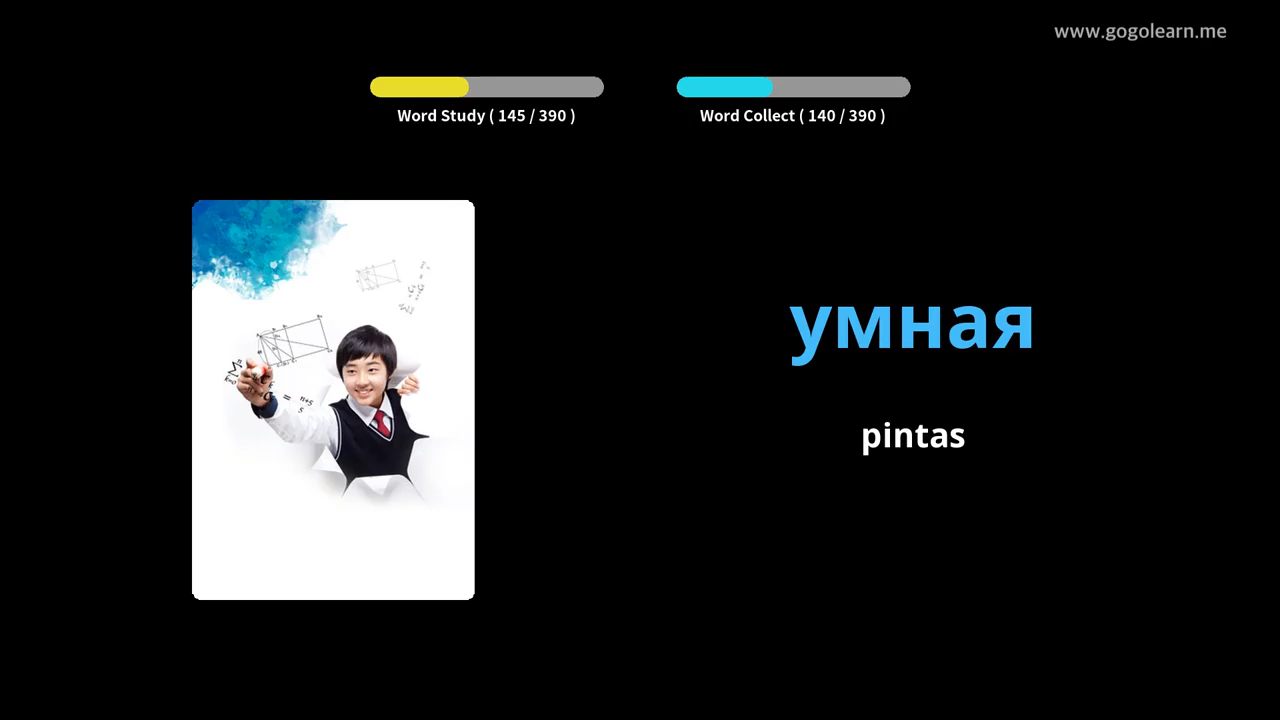 www.gogolearn.me
Word Study ( 145 / 390 )
Word Collect ( 140 / 390 )
умная
pintas